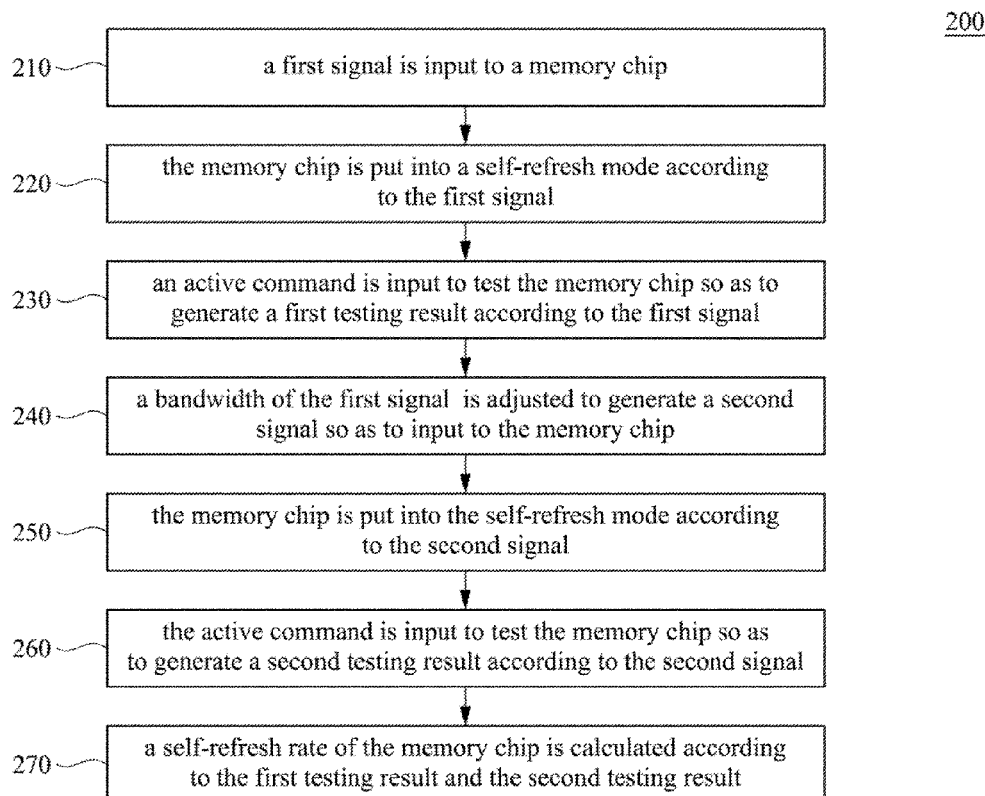 200
210
a first signal is input to a memory chip
220
the memory chip is put into a self-refresh mode according
to the first signal
230
an active command is input to test the memory chip so as to
generate a first testing result according to the first signal
240
a bandwidth of the first signal is adjusted to generate a second
signal so as to input to the memory chip
250
the memory chip is put into the self-refresh mode according
to the second signal
260
the active command is input to test the memory chip so as
to generate a second testing result according to the second signal
270
a self-refresh rate of the memory chip is calculated according
to the first testing result and the second testing result